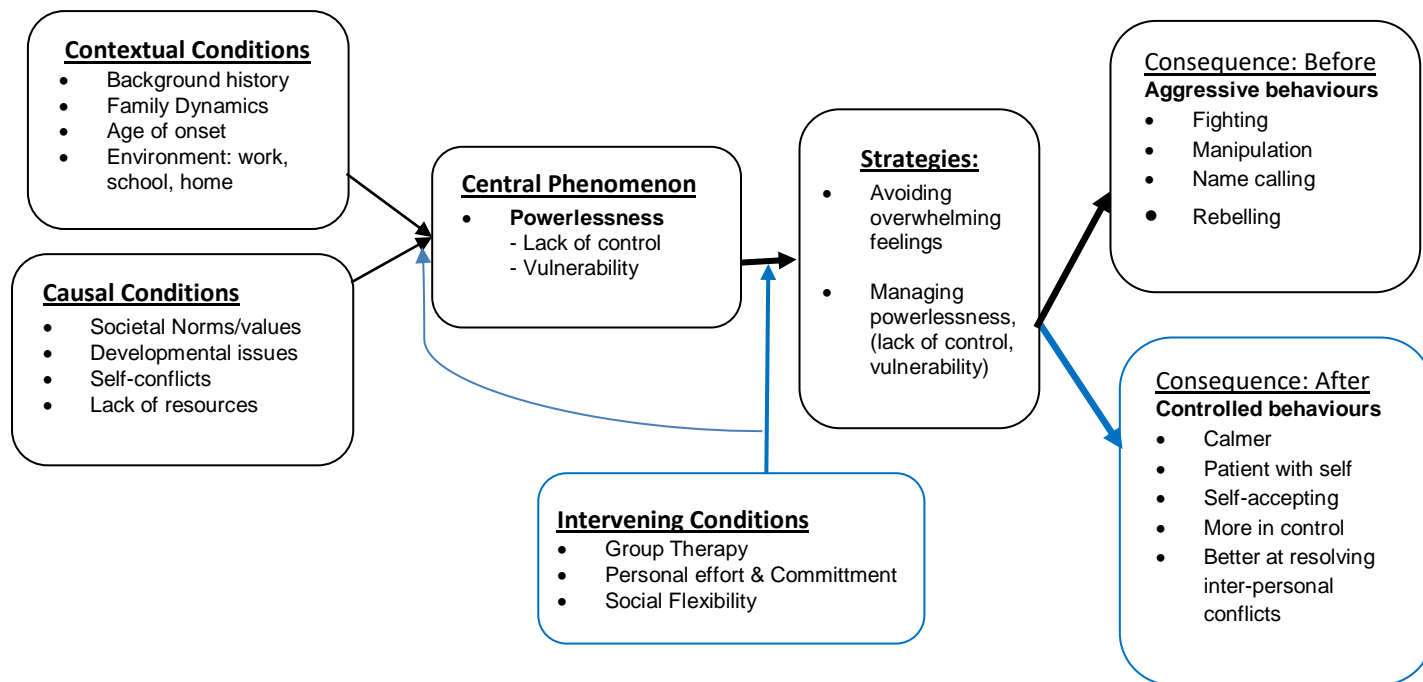 Contextual Conditions
• Background history
• Family Dynamics
• Age of onset
• Environment: work,
school, home
Causal Conditions
• Societal Norms/values
• Developmental issues
• Self-conflicts
• Lack of resources
Central Phenomenon
• Powerlessness
- Lack of control
- Vulnerability
Intervening Conditions
• Group Therapy
• Personal effort & Committment
• Social Flexibility
Strategies:
• Avoiding
overwhelming
feelings
• Managing
powerlessness,
(lack of control,
vulnerability)
Consequence: Before
Aggressive behaviours
• Fighting
• Manipulation
• Name calling
• Rebelling
Consequence: After
Controlled behaviours
• Calmer
• Patient with self
• Self-accepting
• More in control
• Better at resolving
inter-personal
conflicts